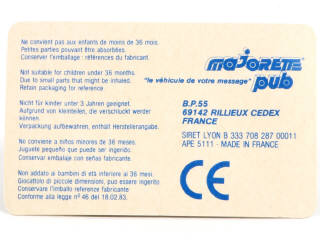 Ne convient pas aux enfants de moins de 36 mois.
Petites parties pouvant être absorbées.
Conserver l'emballage : références du fabricant.
Not suitable for children under 36 months.
Due to small parts that might be inhaled.
Retain packaging for reference
Nicht für kinder unter 3 Jahren geeignet.
Aufgrund von kleinteilen, die verschluckt werder
können.
Verpackung aufbewahren, enthält Herstellerangabe.
No conviene a niños minores de 36 meses.
Juguete pequeño que puede ser ingerido.
Conservar embalaje con señas fabricante.
Non addato ai bambini di età inferiore ai 36 mesi.
Giocattolo di piccole dimensioni, puo essere ingerito
Conservare imballo reference fabricante
Conforme alla legge n° 46 del 18.02.83.
MAJORETTE
"le véhicule de votre message"
pub
B.P.55
69142 RILLIEUX CEDEX
FRANCE
SIRET LYON B 333 708 287 00011
APE 5111 - MADE IN FRANCE
CE